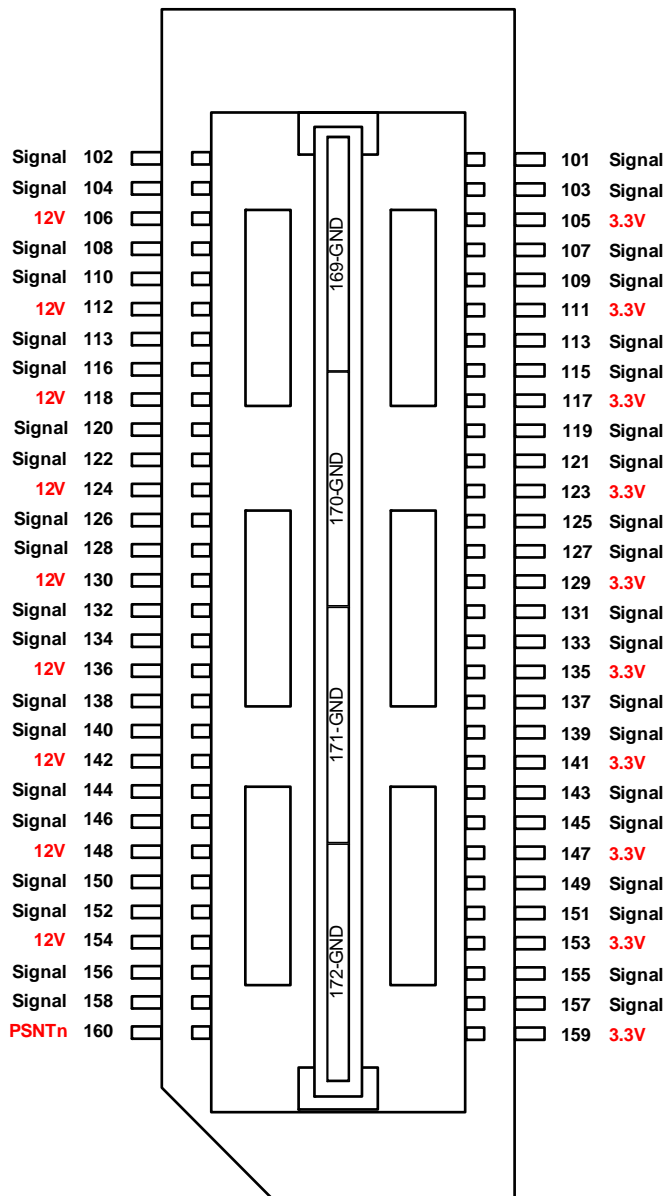 Signal 102 101 Signal
Signal 104 103 Signal
12V 106 105 3.3V
Signal 108 107 Signal
Signal 110 109 Signal
12V 112 111 3.3V
Signal 113 113 Signal
Signal 116 115 Signal
12V 118 117 3.3V
Signal 120 119 Signal
Signal 122 121 Signal
12V 124 123 3.3V
Signal 126 125 Signal
Signal 128 127 Signal
12V 130 129 3.3V
Signal 132 131 Signal
Signal 134 133 Signal
12V 136 135 3.3V
Signal 138 137 Signal
Signal 140 139 Signal
12V 142 141 3.3V
Signal 144 143 Signal
Signal 146 145 Signal
12V 148 147 3.3V
Signal 150 149 Signal
Signal 152 151 Signal
12V 154 153 3.3V
Signal 156 155 Signal
Signal 158 157 Signal
PSNTn 160 159 3.3V
169-GND
170-GND
171-GND
172-GND